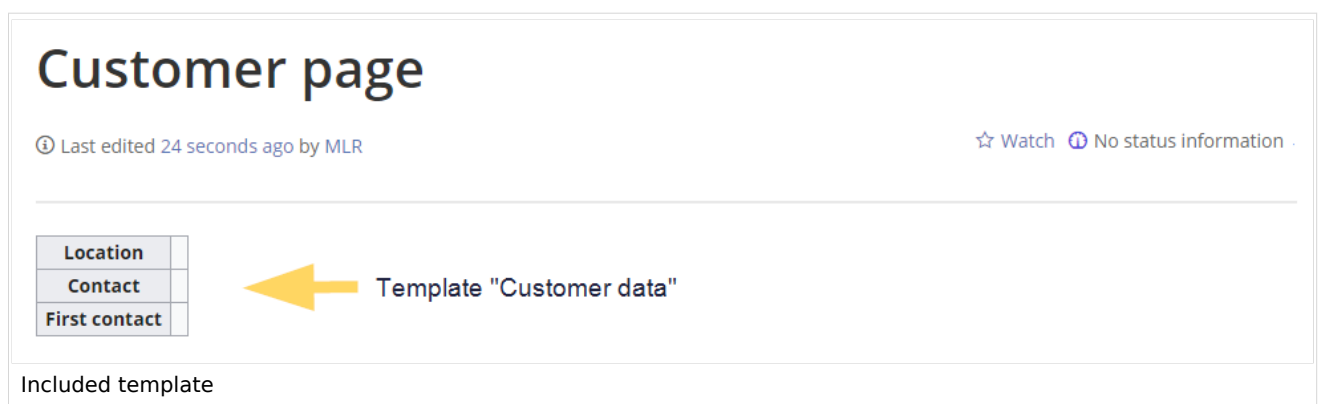 Customer page
Last edited 24 seconds ago by MLR
Watch No status information
Location
Contact
First contact
Template "Customer data"
Included template